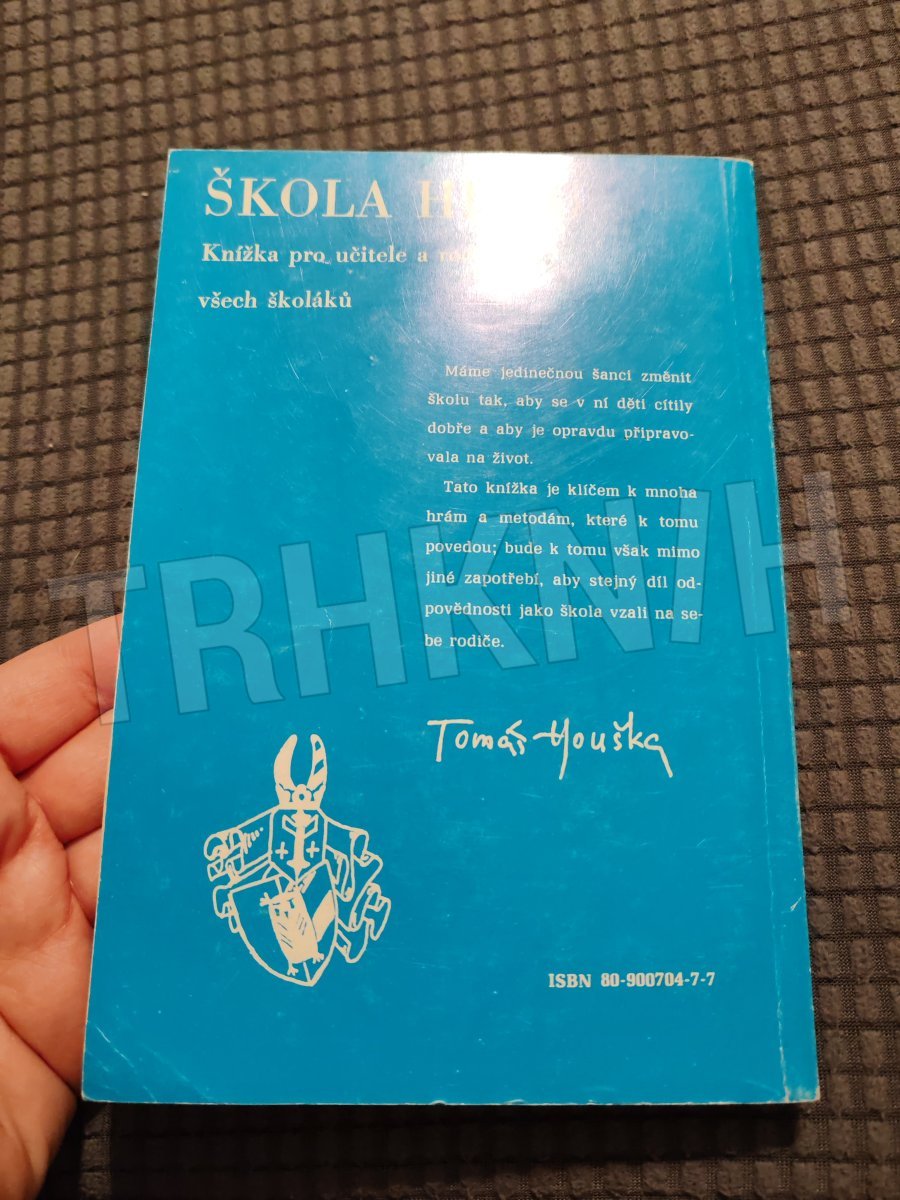 ŠKOLA
Knížka pro učitele a
všech školáků
Máme jedinečnou šanci změnit
školu tak, aby se v ní děti cítily
dobře a aby je opravdu připravo-
vala na život.
Tato knížka je klíčem k mnoha
hrám a metodám, které k tomu
povedou; bude k tomu však mimo
jiné zapotřebí, aby stejný díl od-
povědnosti jako škola vzali na se-
be rodiče.
TRHKNIH
Tomáš Houška
ISBN 80-900704-7-7